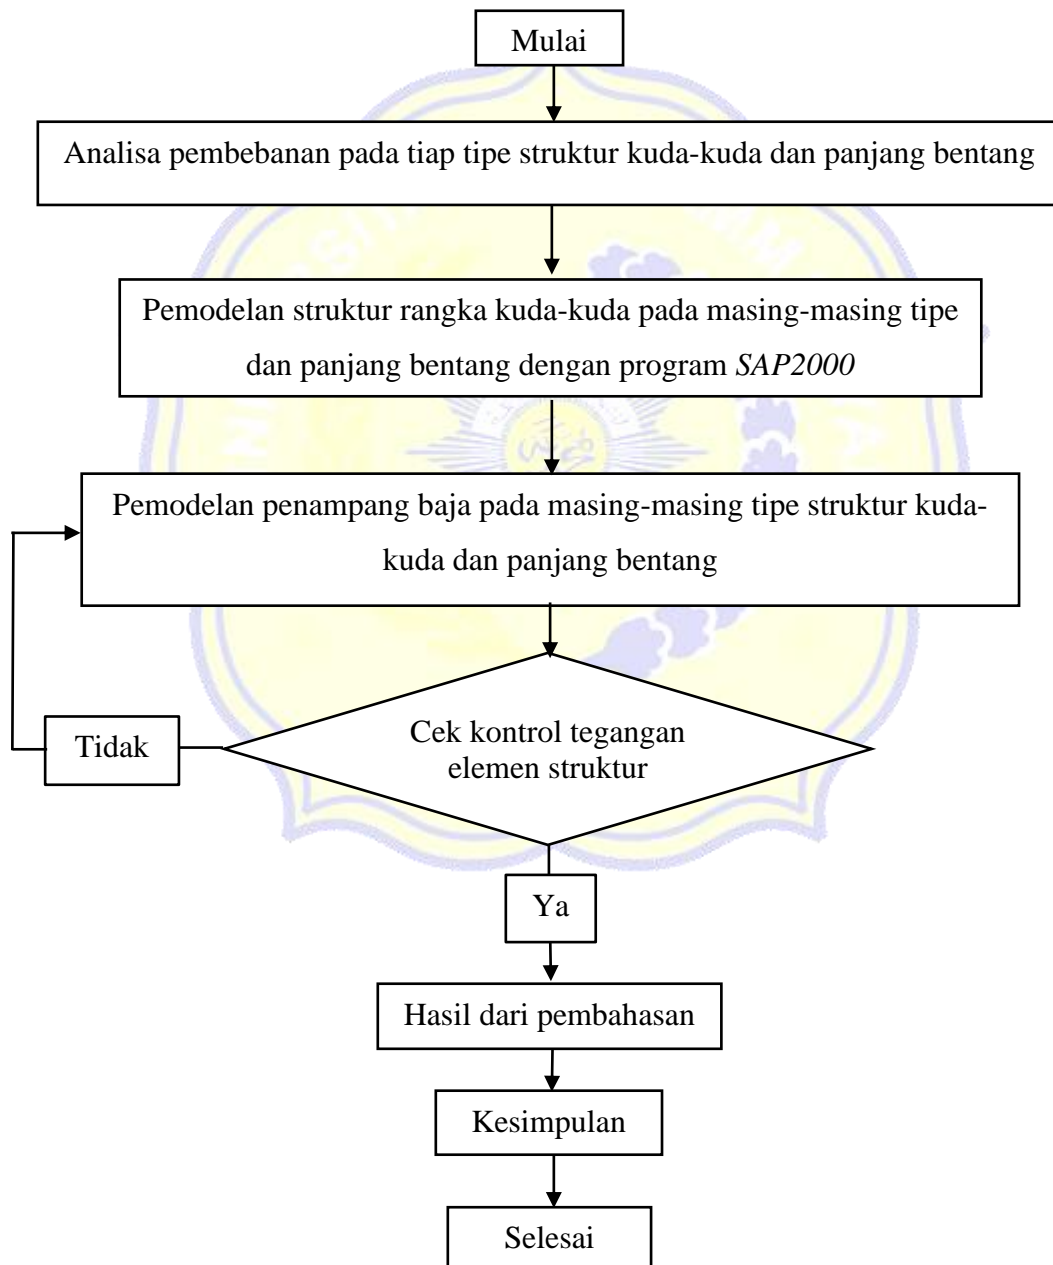 Mulai
Analisa pembebanan pada tiap tipe struktur kuda-kuda dan panjang bentang
Pemodelan struktur rangka kuda-kuda pada masing-masing tipe
dan panjang bentang dengan program SAP2000
Pemodelan penampang baja pada masing-masing tipe struktur kuda-
kuda dan panjang bentang
Cek kontrol tegangan
elemen struktur
Tidak
Ya
Hasil dari pembahasan
Kesimpulan
Selesai